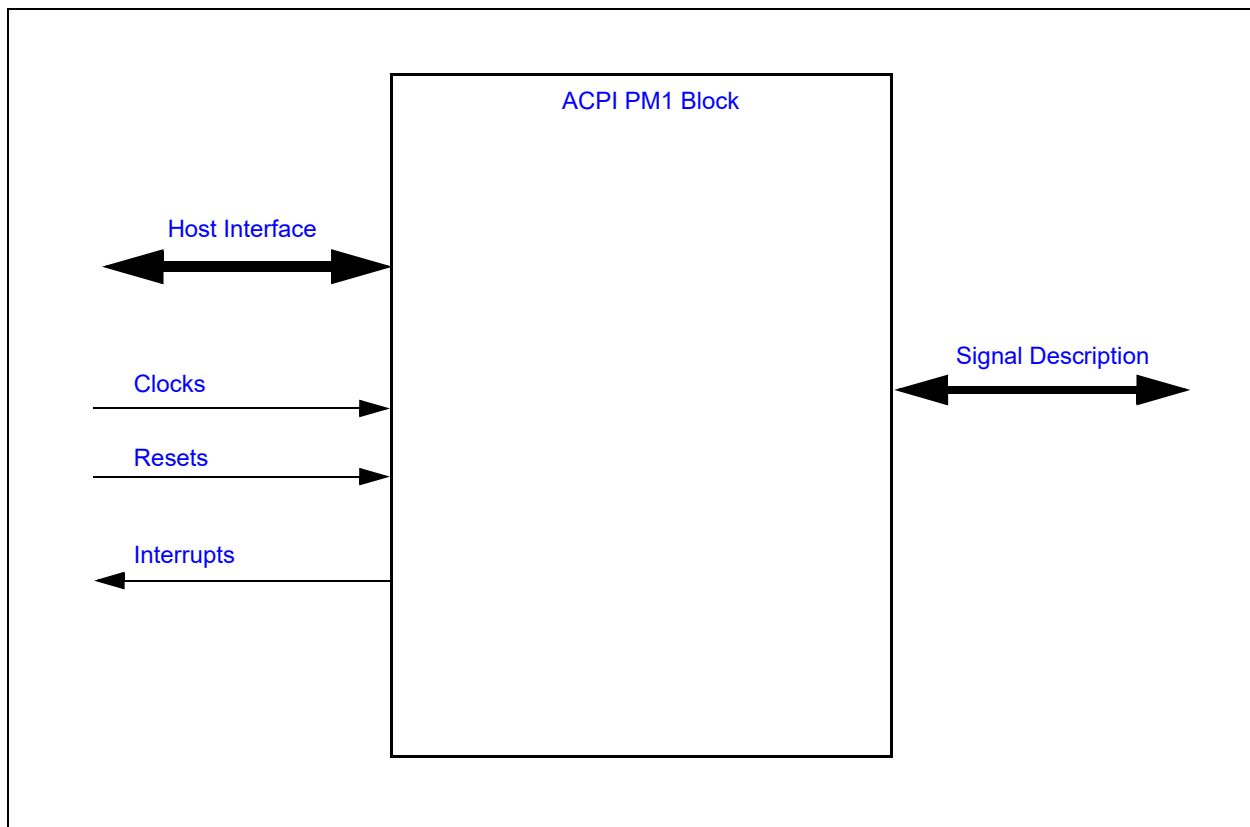 ACPI PM1 Block
Host Interface
Signal Description
Clocks
Resets
Interrupts